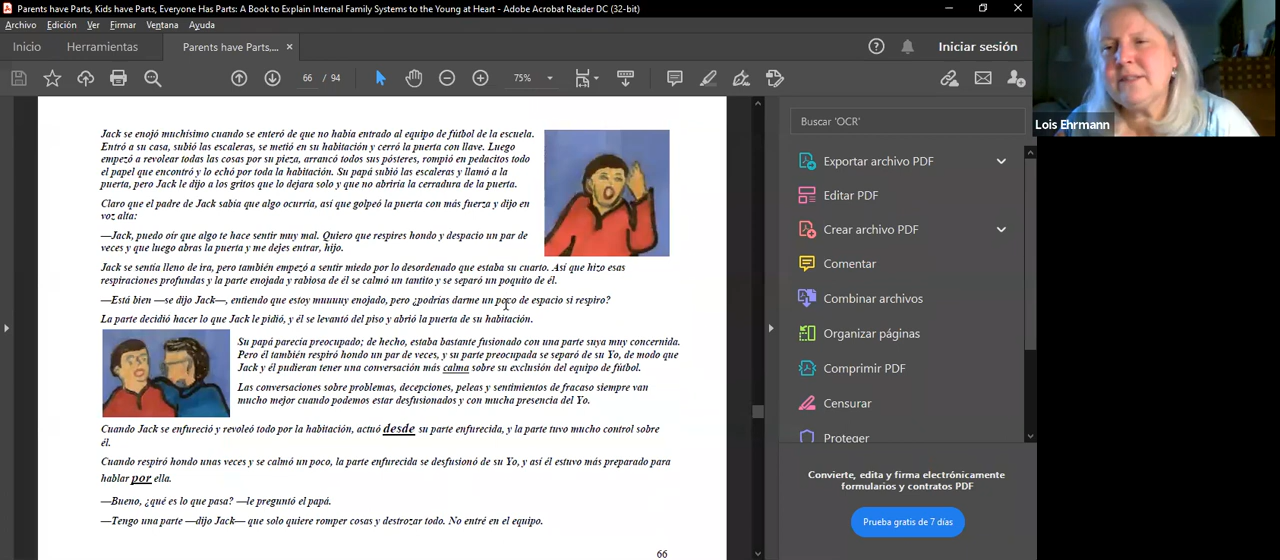 Parents have Parts, Kids have Parts, Everyone Has Parts: A Book to Explain Internal Family Systems to the Young at Heart - Adobe Acrobat Reader DC (32-bit)
Archivo Edición Ver Firmar Ventana Ayuda
Inicio Herramientas Parents have Parts,... × Iniciar sesión
66 / 94 75%
Jack se enojó muchísimo cuando se enteró de que no había entrado al equipo de fútbol de la escuela.
Entró a su casa, subió las escaleras, se metió en su habitación y cerró la puerta con llave. Luego
empezó a revolear todas las cosas por su pieza, arrancó todos sus pósteres, rompió en pedacitos todo
el papel que encontró y lo echó por toda la habitación. Su papá subió las escaleras y llamó a la
puerta, pero Jack le dijo a los gritos que lo dejara solo y que no abriría la cerradura de la puerta.
Claro que el padre de Jack sabía que algo ocurría, así que golpeó la puerta con más fuerza y dijo en
voz alta:
—Jack, puedo oír que algo te hace sentir muy mal. Quiero que respires hondo y despacio un par de
veces y que luego abras la puerta y me dejes entrar, hijo.
Jack se sentía lleno de ira, pero también empezó a sentir miedo por lo desordenado que estaba su cuarto. Así que hizo esas
respiraciones profundas y la parte enojada y rabiosa de él se calmó un tantito y se separó un poquito de él.
—Está bien —se dijo Jack—, entiendo que estoy muuuuy enojado, pero ¿podrías darme un poco de espacio si respiro?
La parte decidió hacer lo que Jack le pidió, y él se levantó del piso y abrió la puerta de su habitación.
Su papá parecía preocupado; de hecho, estaba bastante fusionado con una parte suya muy concernida.
Pero él también respiró hondo un par de veces, y su parte preocupada se separó de su Yo, de modo que
Jack y él pudieran tener una conversación más calma sobre su exclusión del equipo de fútbol.
Las conversaciones sobre problemas, decepciones, peleas y sentimientos de fracaso siempre van
mucho mejor cuando podemos estar desfusionados y con mucha presencia del Yo.
Cuando Jack se enfureció y revoleó todo por la habitación, actuó desde su parte enfurecida, y la parte tuvo mucho control sobre
él.
Cuando respiró hondo unas veces y se calmó un poco, la parte enfurecida se desfusionó de su Yo, y así él estuvo más preparado para
hablar por ella.
—Bueno, ¿qué es lo que pasa? —le preguntó el papá.
—Tengo una parte —dijo Jack— que solo quiere romper cosas y destrozar todo. No entré en el equipo.
66
Buscar 'OCR'
Exportar archivo PDF
Editar PDF
Crear archivo PDF
Comentar
Combinar archivos
Organizar páginas
Comprimir PDF
Censurar
Proteger
Convierte, edita y firma electrónicamente
formularios y contratos PDF
Prueba gratis de 7 días
Lois Ehrmann